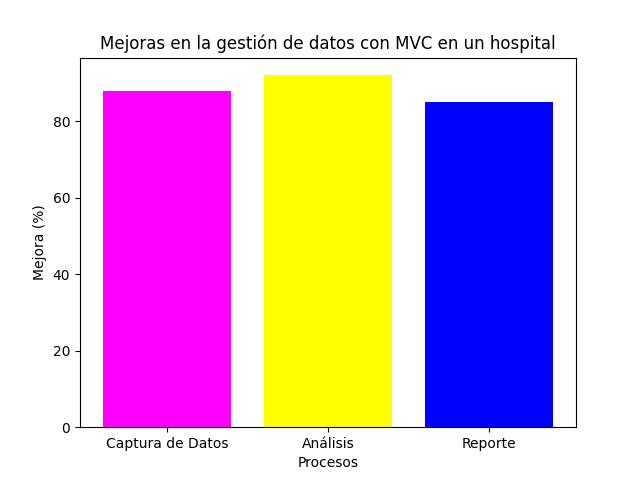 Mejoras en la gestión de datos con MVC en un hospital
Mejora (%)
80
60
40
20
0
Captura de Datos Análisis Reporte
Procesos